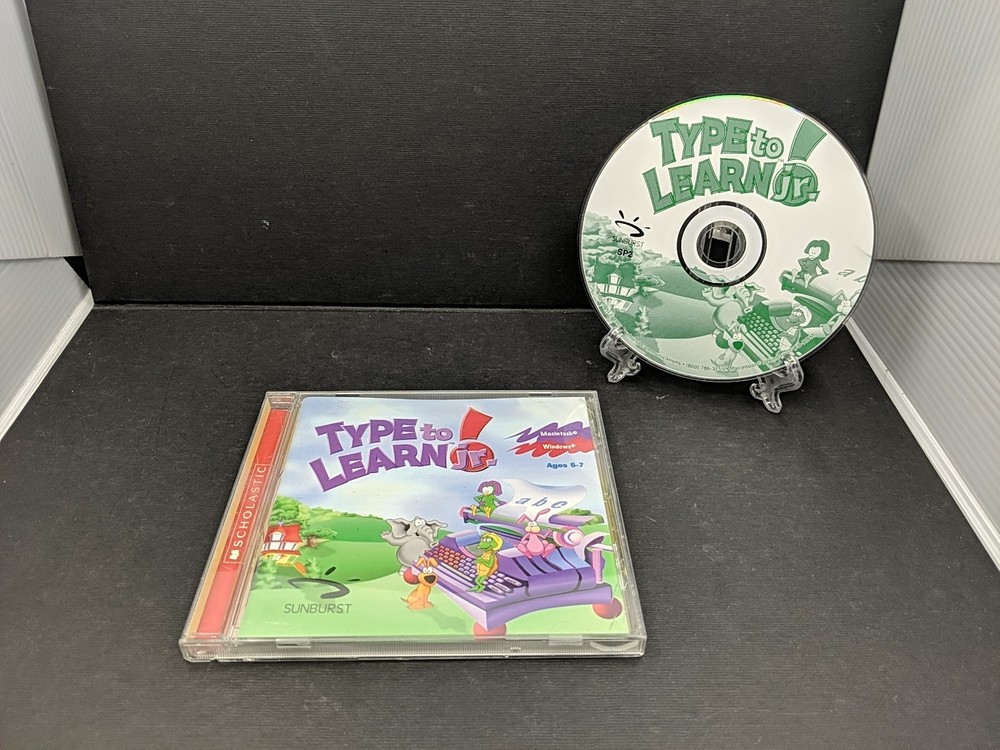 TYPE to
LEARN! jr.
SUNBURST
SP2
a b
SCHOLASTIC
TYPE to
LEARN! jr.
Macintosh®
Windows®
Ages 5-7
a b c
SUNBURST